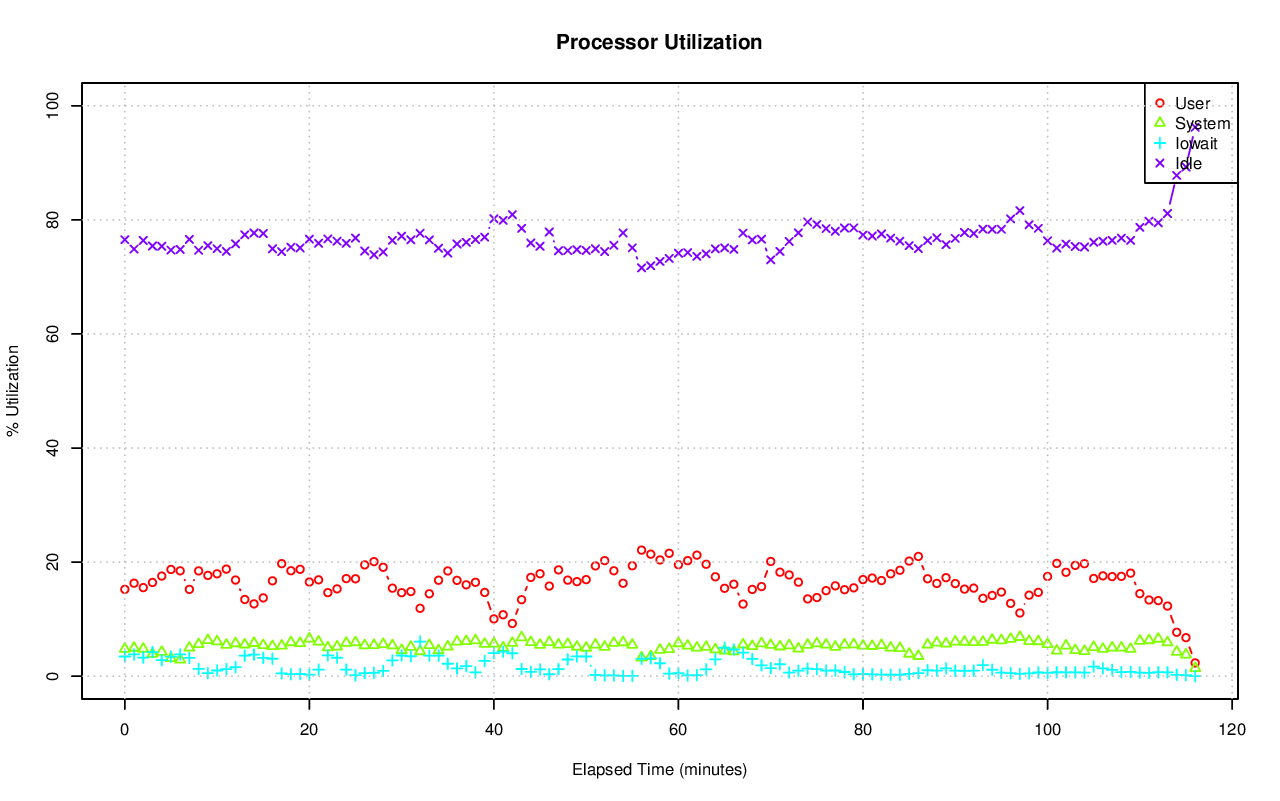 Processor Utilization
% Utilization
100
80
60
40
20
0
User
System
Iowait
Idle
0 20 40 60 80 100 120
Elapsed Time (minutes)